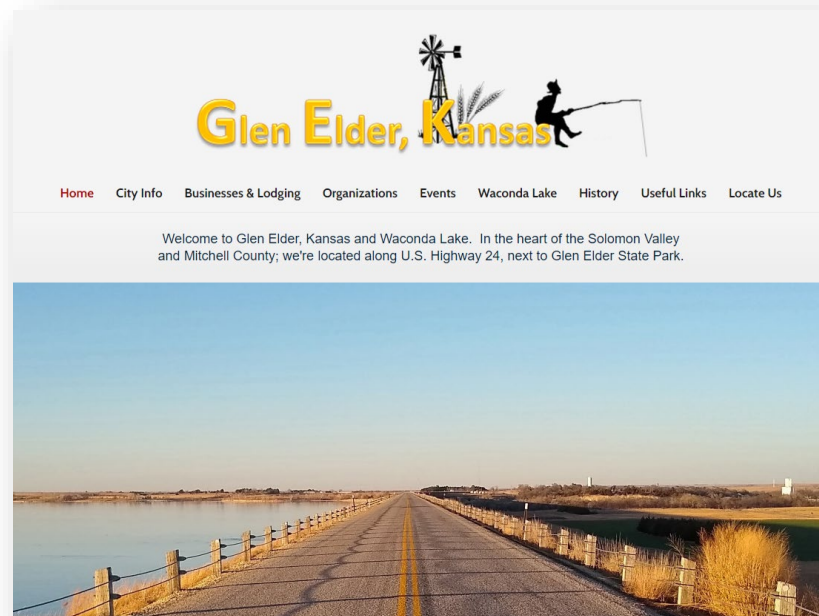 Glen Elder, Kansas
Home City Info Businesses & Lodging Organizations Events Waconda Lake History Useful Links Locate Us
Welcome to Glen Elder, Kansas and Waconda Lake. In the heart of the Solomon Valley
and Mitchell County; we're located along U.S. Highway 24, next to Glen Elder State Park.